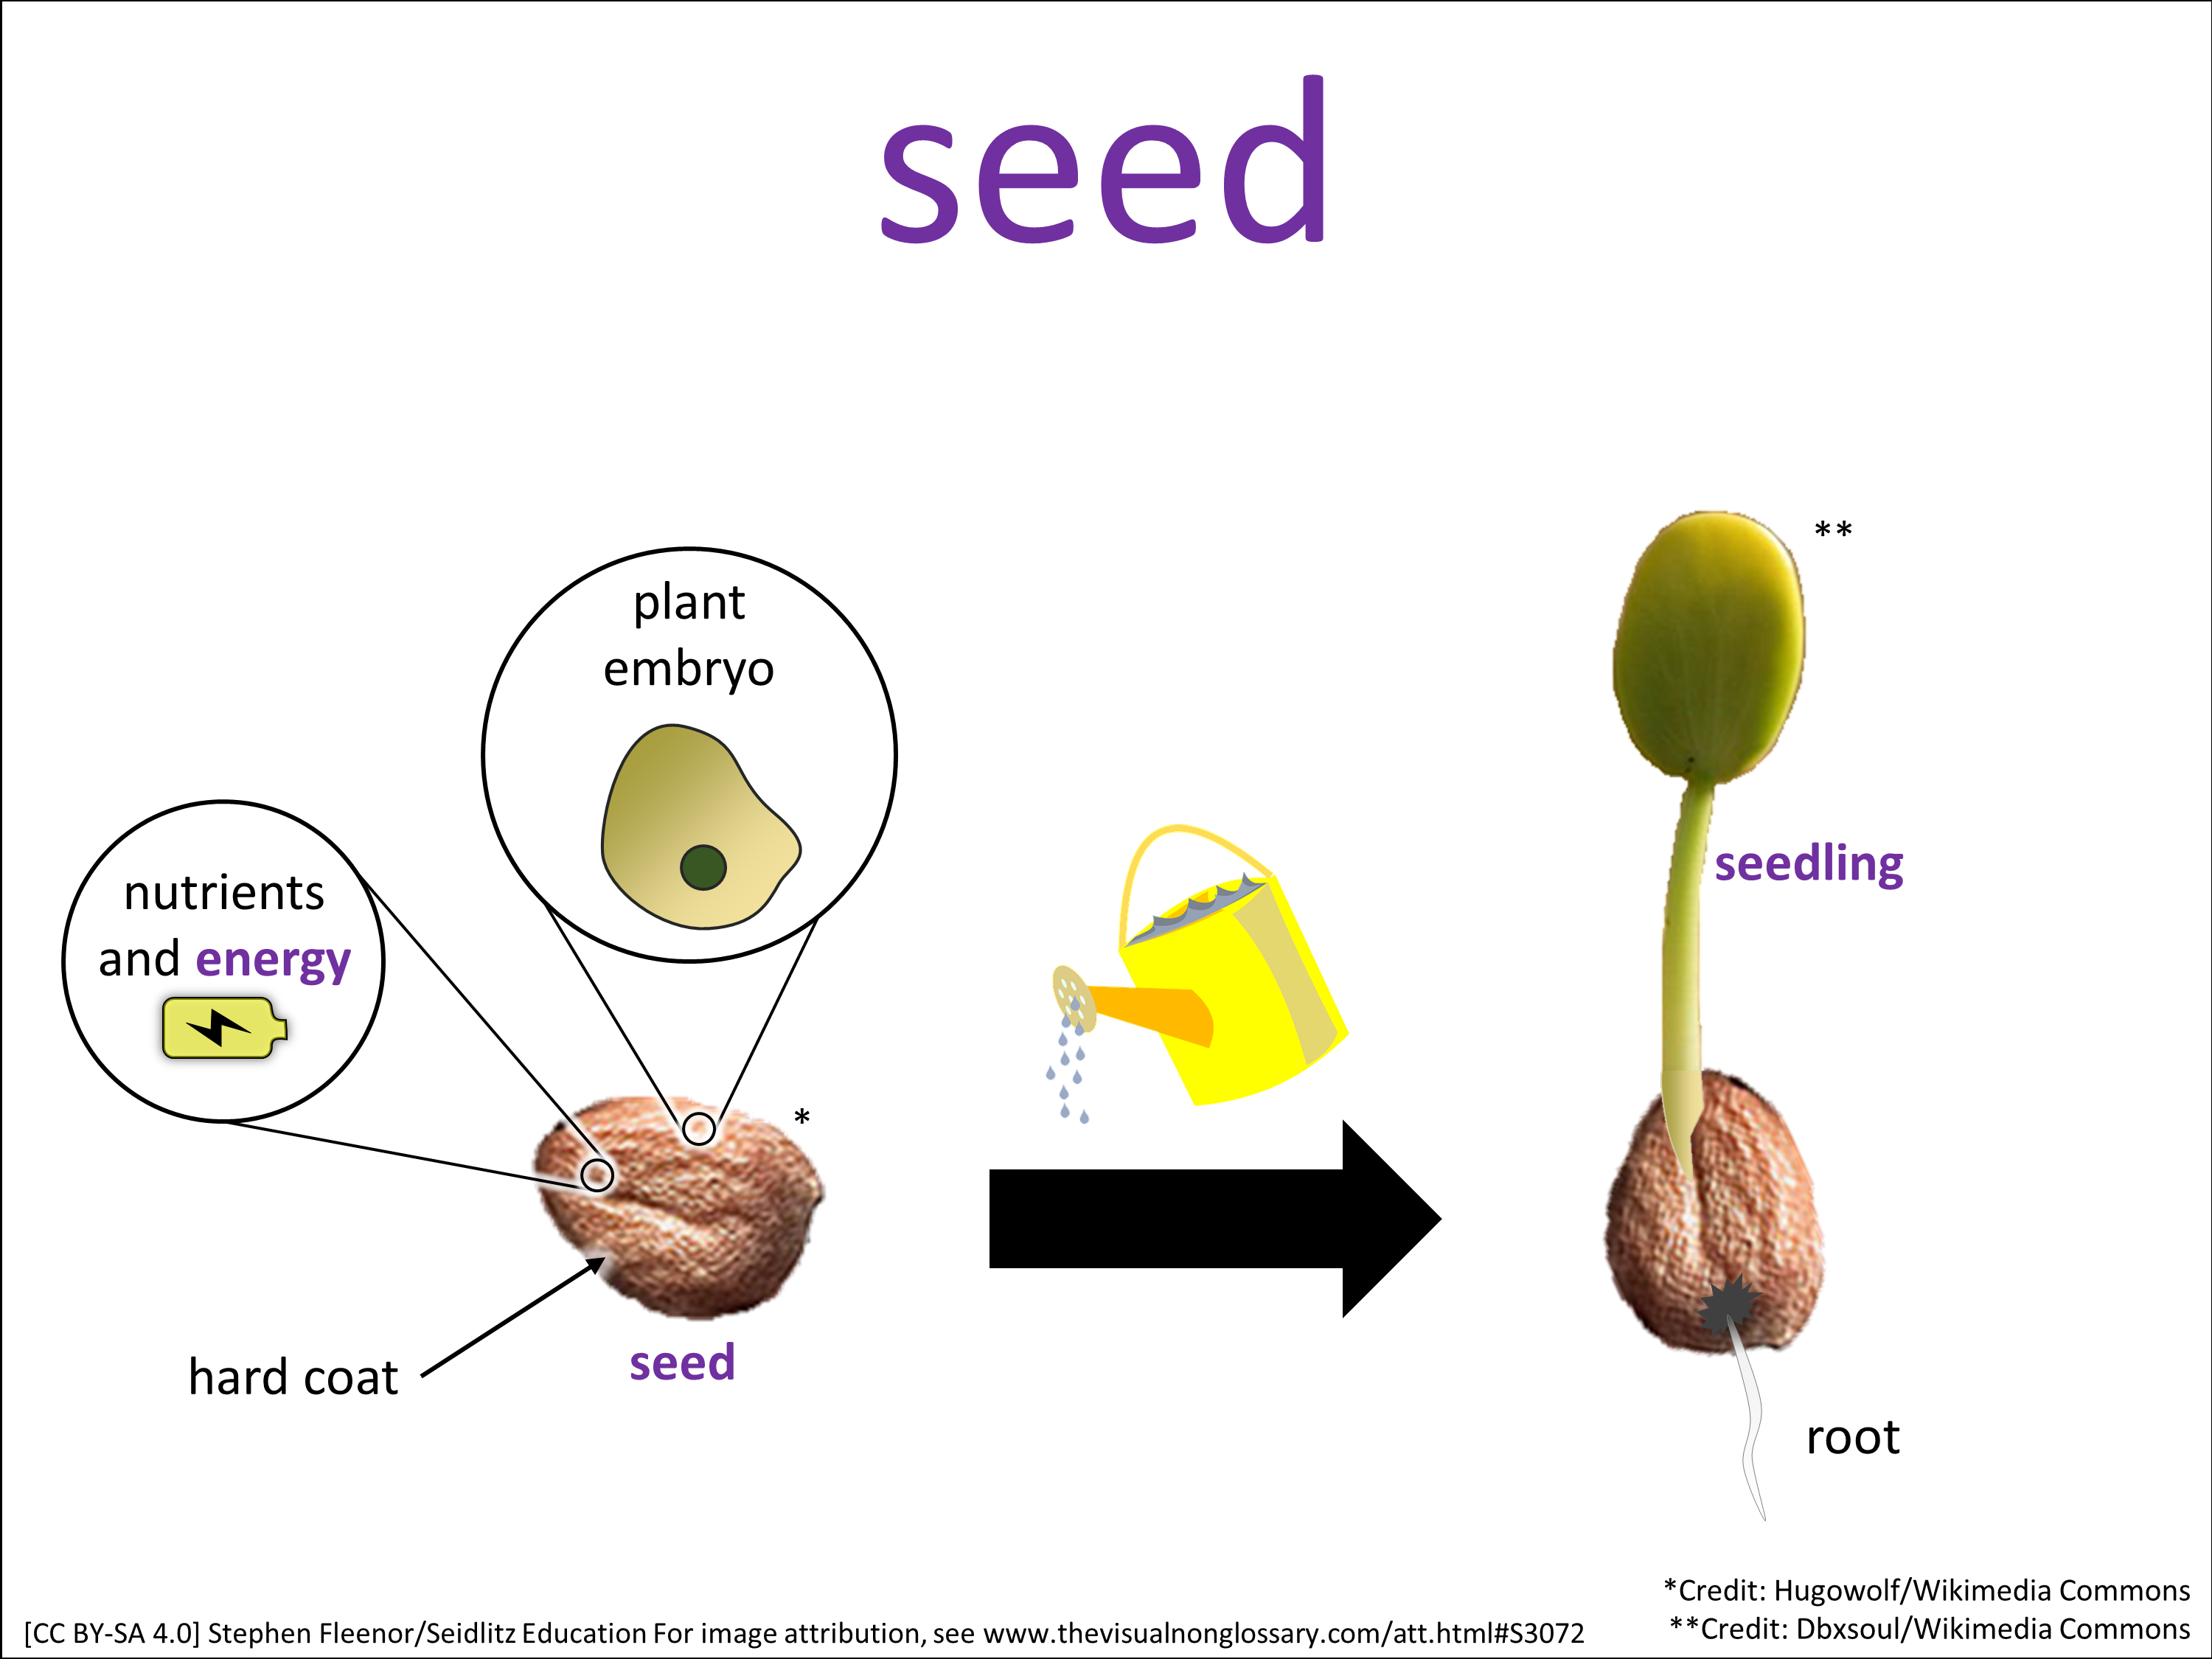 seed
plant
embryo
**
nutrients
and energy
seedling
*
hard coat
seed
root
*Credit: Hugowolf/Wikimedia Commons
**Credit: Dbxsoul/Wikimedia Commons
[CC BY-SA 4.0] Stephen Fleenor/Seidlitz Education For image attribution, see www.thevisualnonglossary.com/att.html#S3072